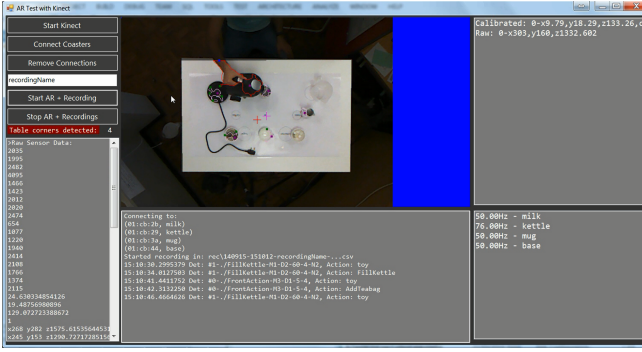 AR Test with Kinect
Start Kinect
Connect Coasters
Remove Connections
recordingName
Start AR + Recording
Stop AR + Recordings
Table corners detected: 4
>Raw Sensor Data:
2035
1995
2482
4095
1466
1423
2012
2020
2474
654
1077
1220
1940
2414
2108
1766
1374
2115
24.630334854126
19.48756980896
129.072723388672
1
x268 y282 z1575.61535644531
x245 y153 z1290.72717285156
Connecting to:
(01:cb:2b, milk)
(01:cb:29, kettle)
(01:cb:3a, mug)
(01:cb:44, base)
Started recording in: rec\140915-151012-recordingName-...csv
15:10:30.2995379 Det: #1-./FillKettle-M1-D2-60-4-N2, Action: toy
15:10:34.0127503 Det: #1-./FillKettle-M1-D2-60-4-N2, Action: FillKettle
15:10:41.4411752 Det: #0-./FrontAction-M3-D1-5-4, Action: toy
15:10:42.3132250 Det: #0-./FrontAction-M3-D1-5-4, Action: AddTeabag
15:10:46.4664626 Det: #1-./FillKettle-M1-D2-60-4-N2, Action: toy
Calibrated: 0-x9.79,y18.29,z133.26,
Raw: 0-x303,y160,z1332.602
50.00Hz - milk
76.00Hz - kettle
50.00Hz - mug
50.00Hz - base